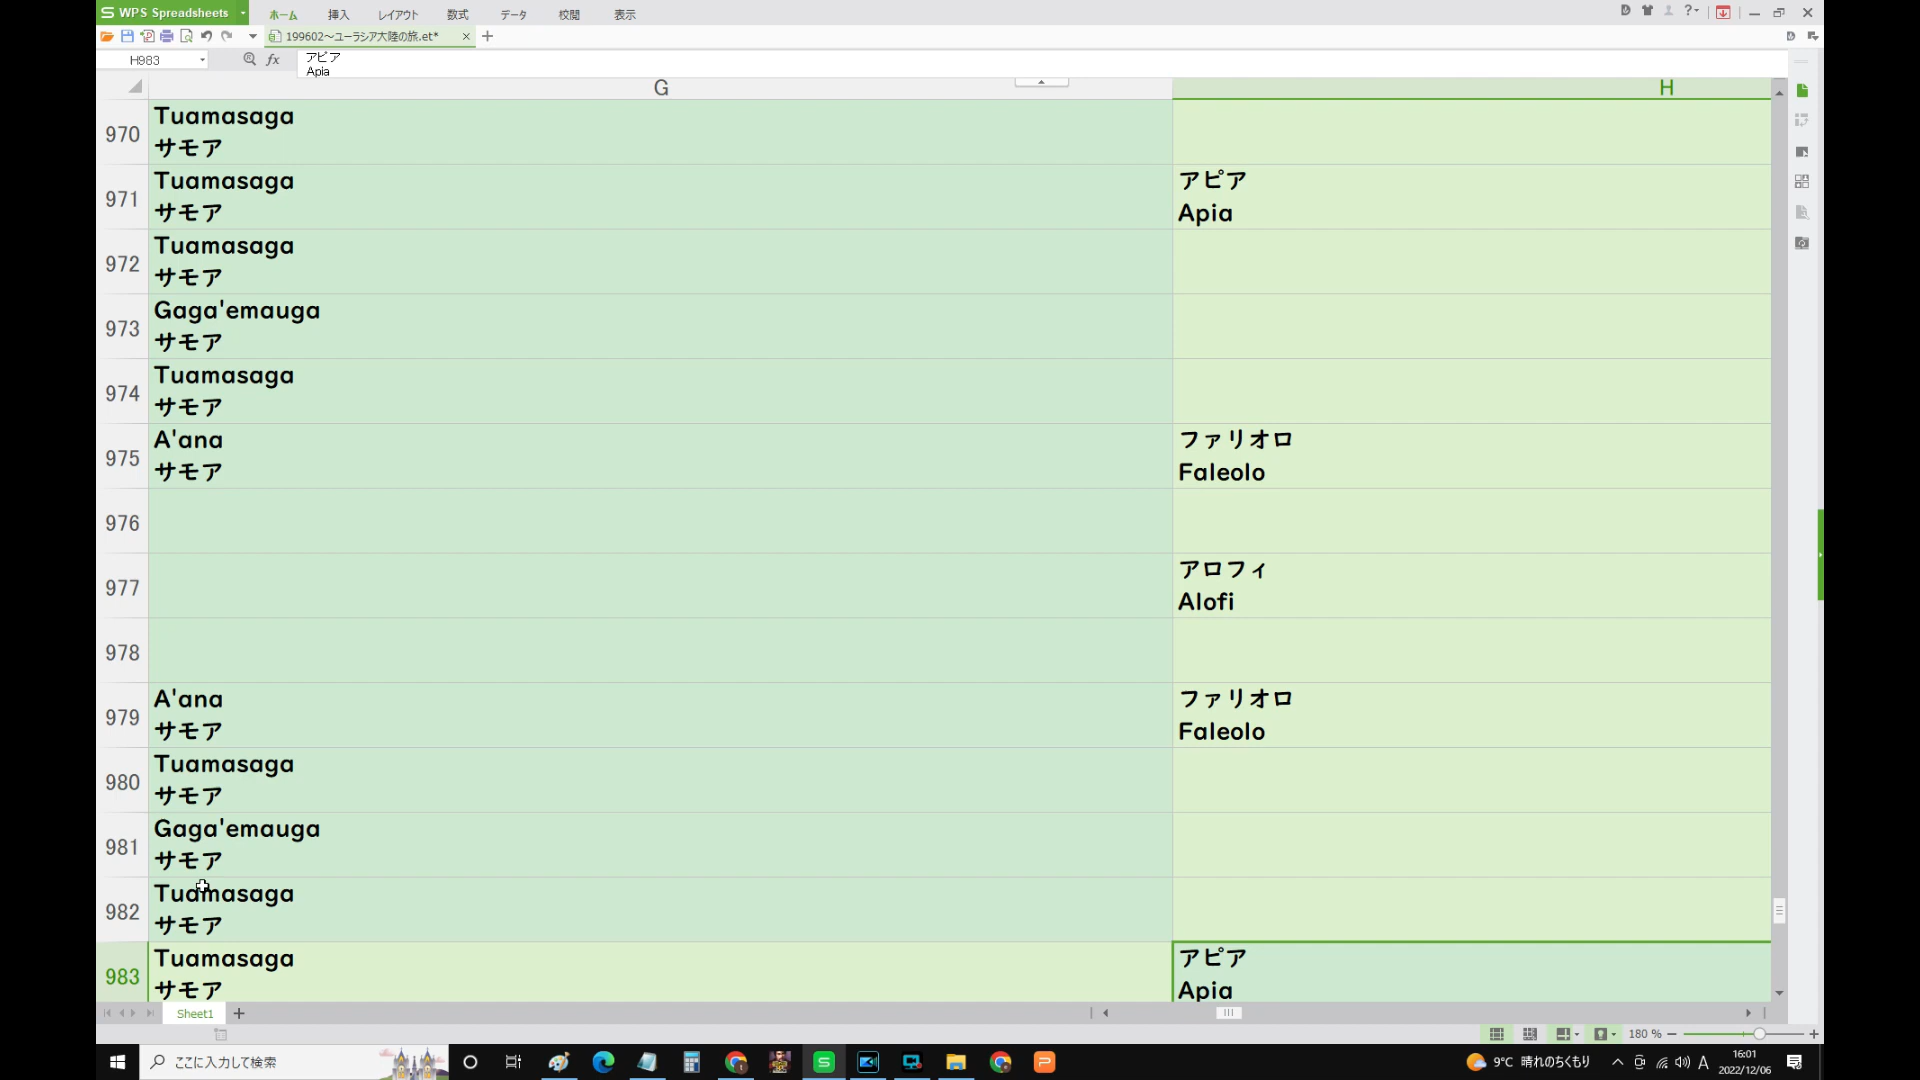 WPS Spreadsheets
ホーム 挿入 レイアウト 数式 データ 校閲 表示
199602～ユーラシア大陸の旅.et*
H983
アピア
Apia
G H
970 Tuamasaga
サモア
971 Tuamasaga アピア
サモア Apia
972 Tuamasaga
サモア
973 Gaga'emauga
サモア
974 Tuamasaga
サモア
975 A'ana ファリオロ
サモア Faleolo
976
977 アロフィ
Alofi
978
979 A'ana ファリオロ
サモア Faleolo
980 Tuamasaga
サモア
981 Gaga'emauga
サモア
982 Tuamasaga
サモア
983 Tuamasaga アピア
サモア Apia
Sheet1
180 %
ここに入力して検索
9°C 晴れのちくもり A 16:01
2022/12/06